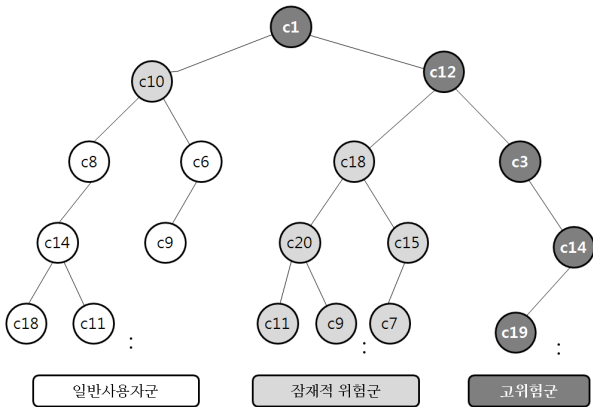 c1
c10
c12
c8
c6
c18
c3
c14
c9
c20
c15
c14
c18
c11
:
c11
c9
:
c7
c19
:
일반사용자군
잠재적 위험군
고위험군